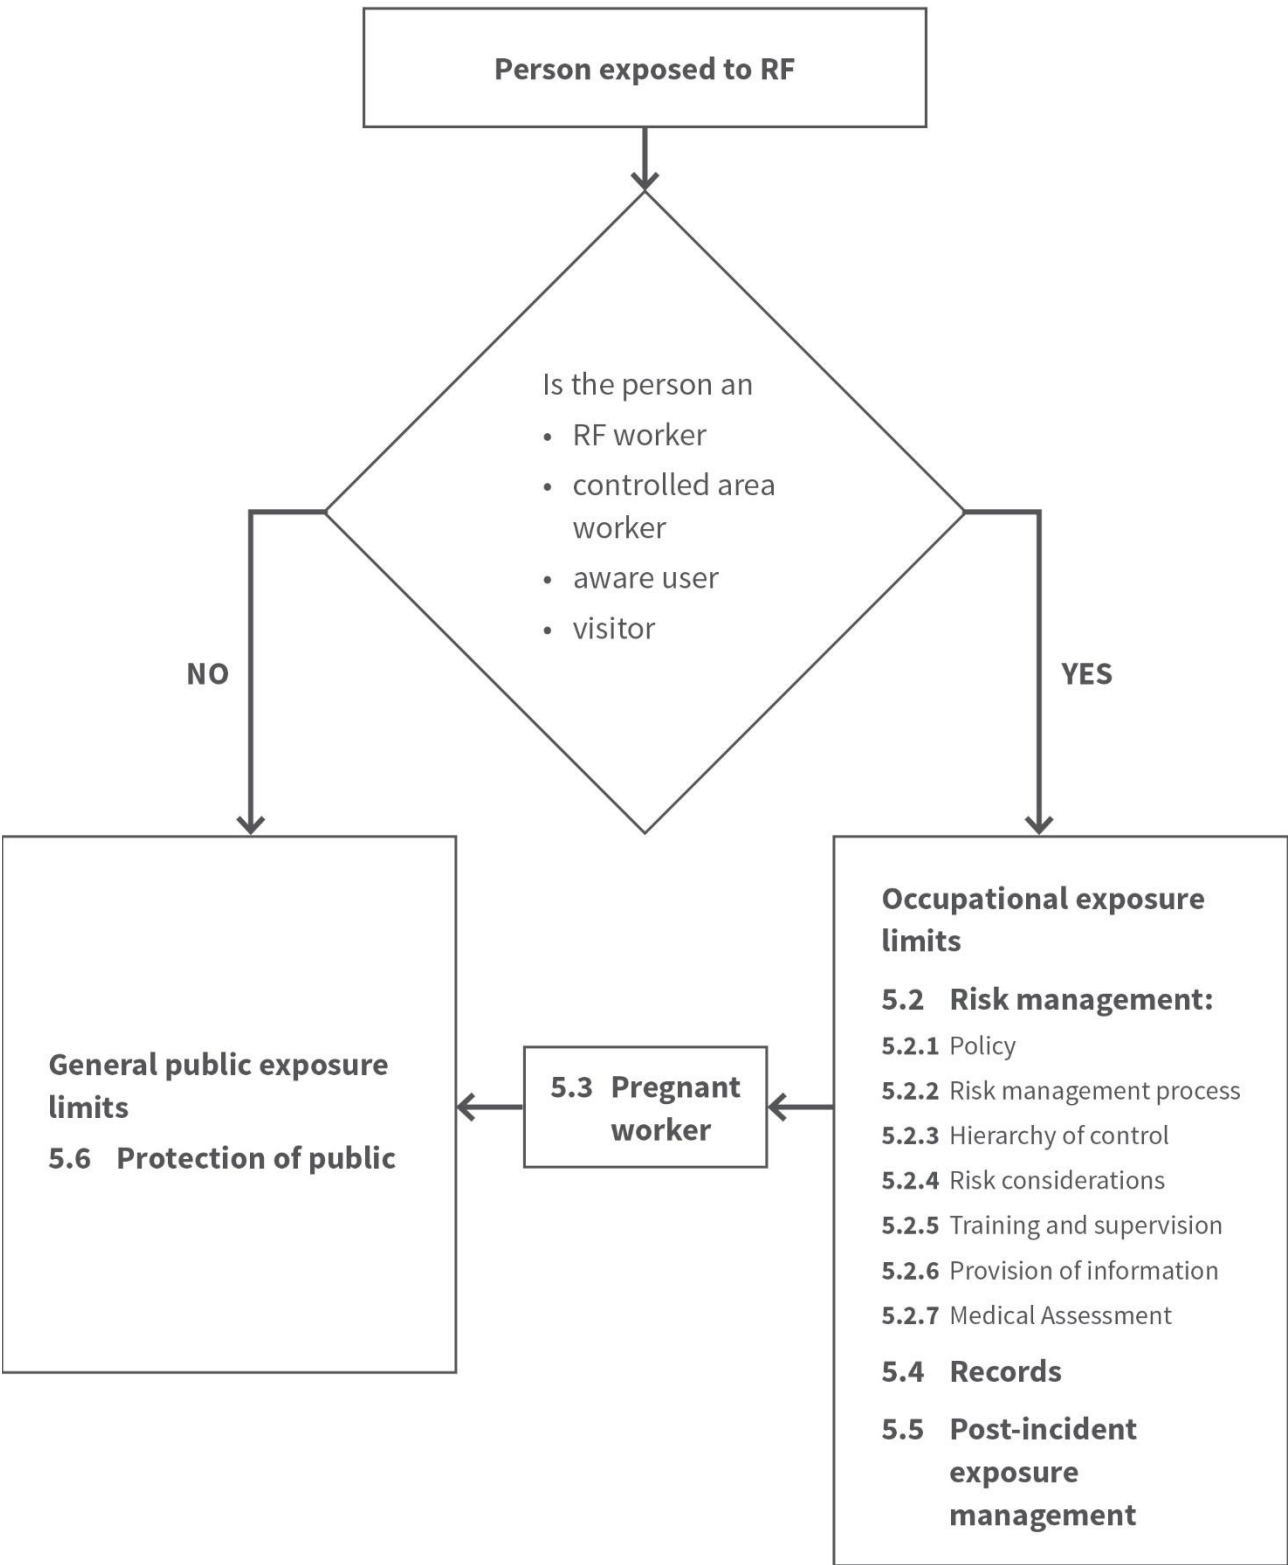 Person exposed to RF
Is the person an
• RF worker
• controlled area
worker
• aware user
• visitor
NO
YES
General public exposure
limits
5.6 Protection of public
5.3 Pregnant
worker
Occupational exposure
limits
5.2 Risk management:
5.2.1 Policy
5.2.2 Risk management process
5.2.3 Hierarchy of control
5.2.4 Risk considerations
5.2.5 Training and supervision
5.2.6 Provision of information
5.2.7 Medical Assessment
5.4 Records
5.5 Post-incident
exposure
management